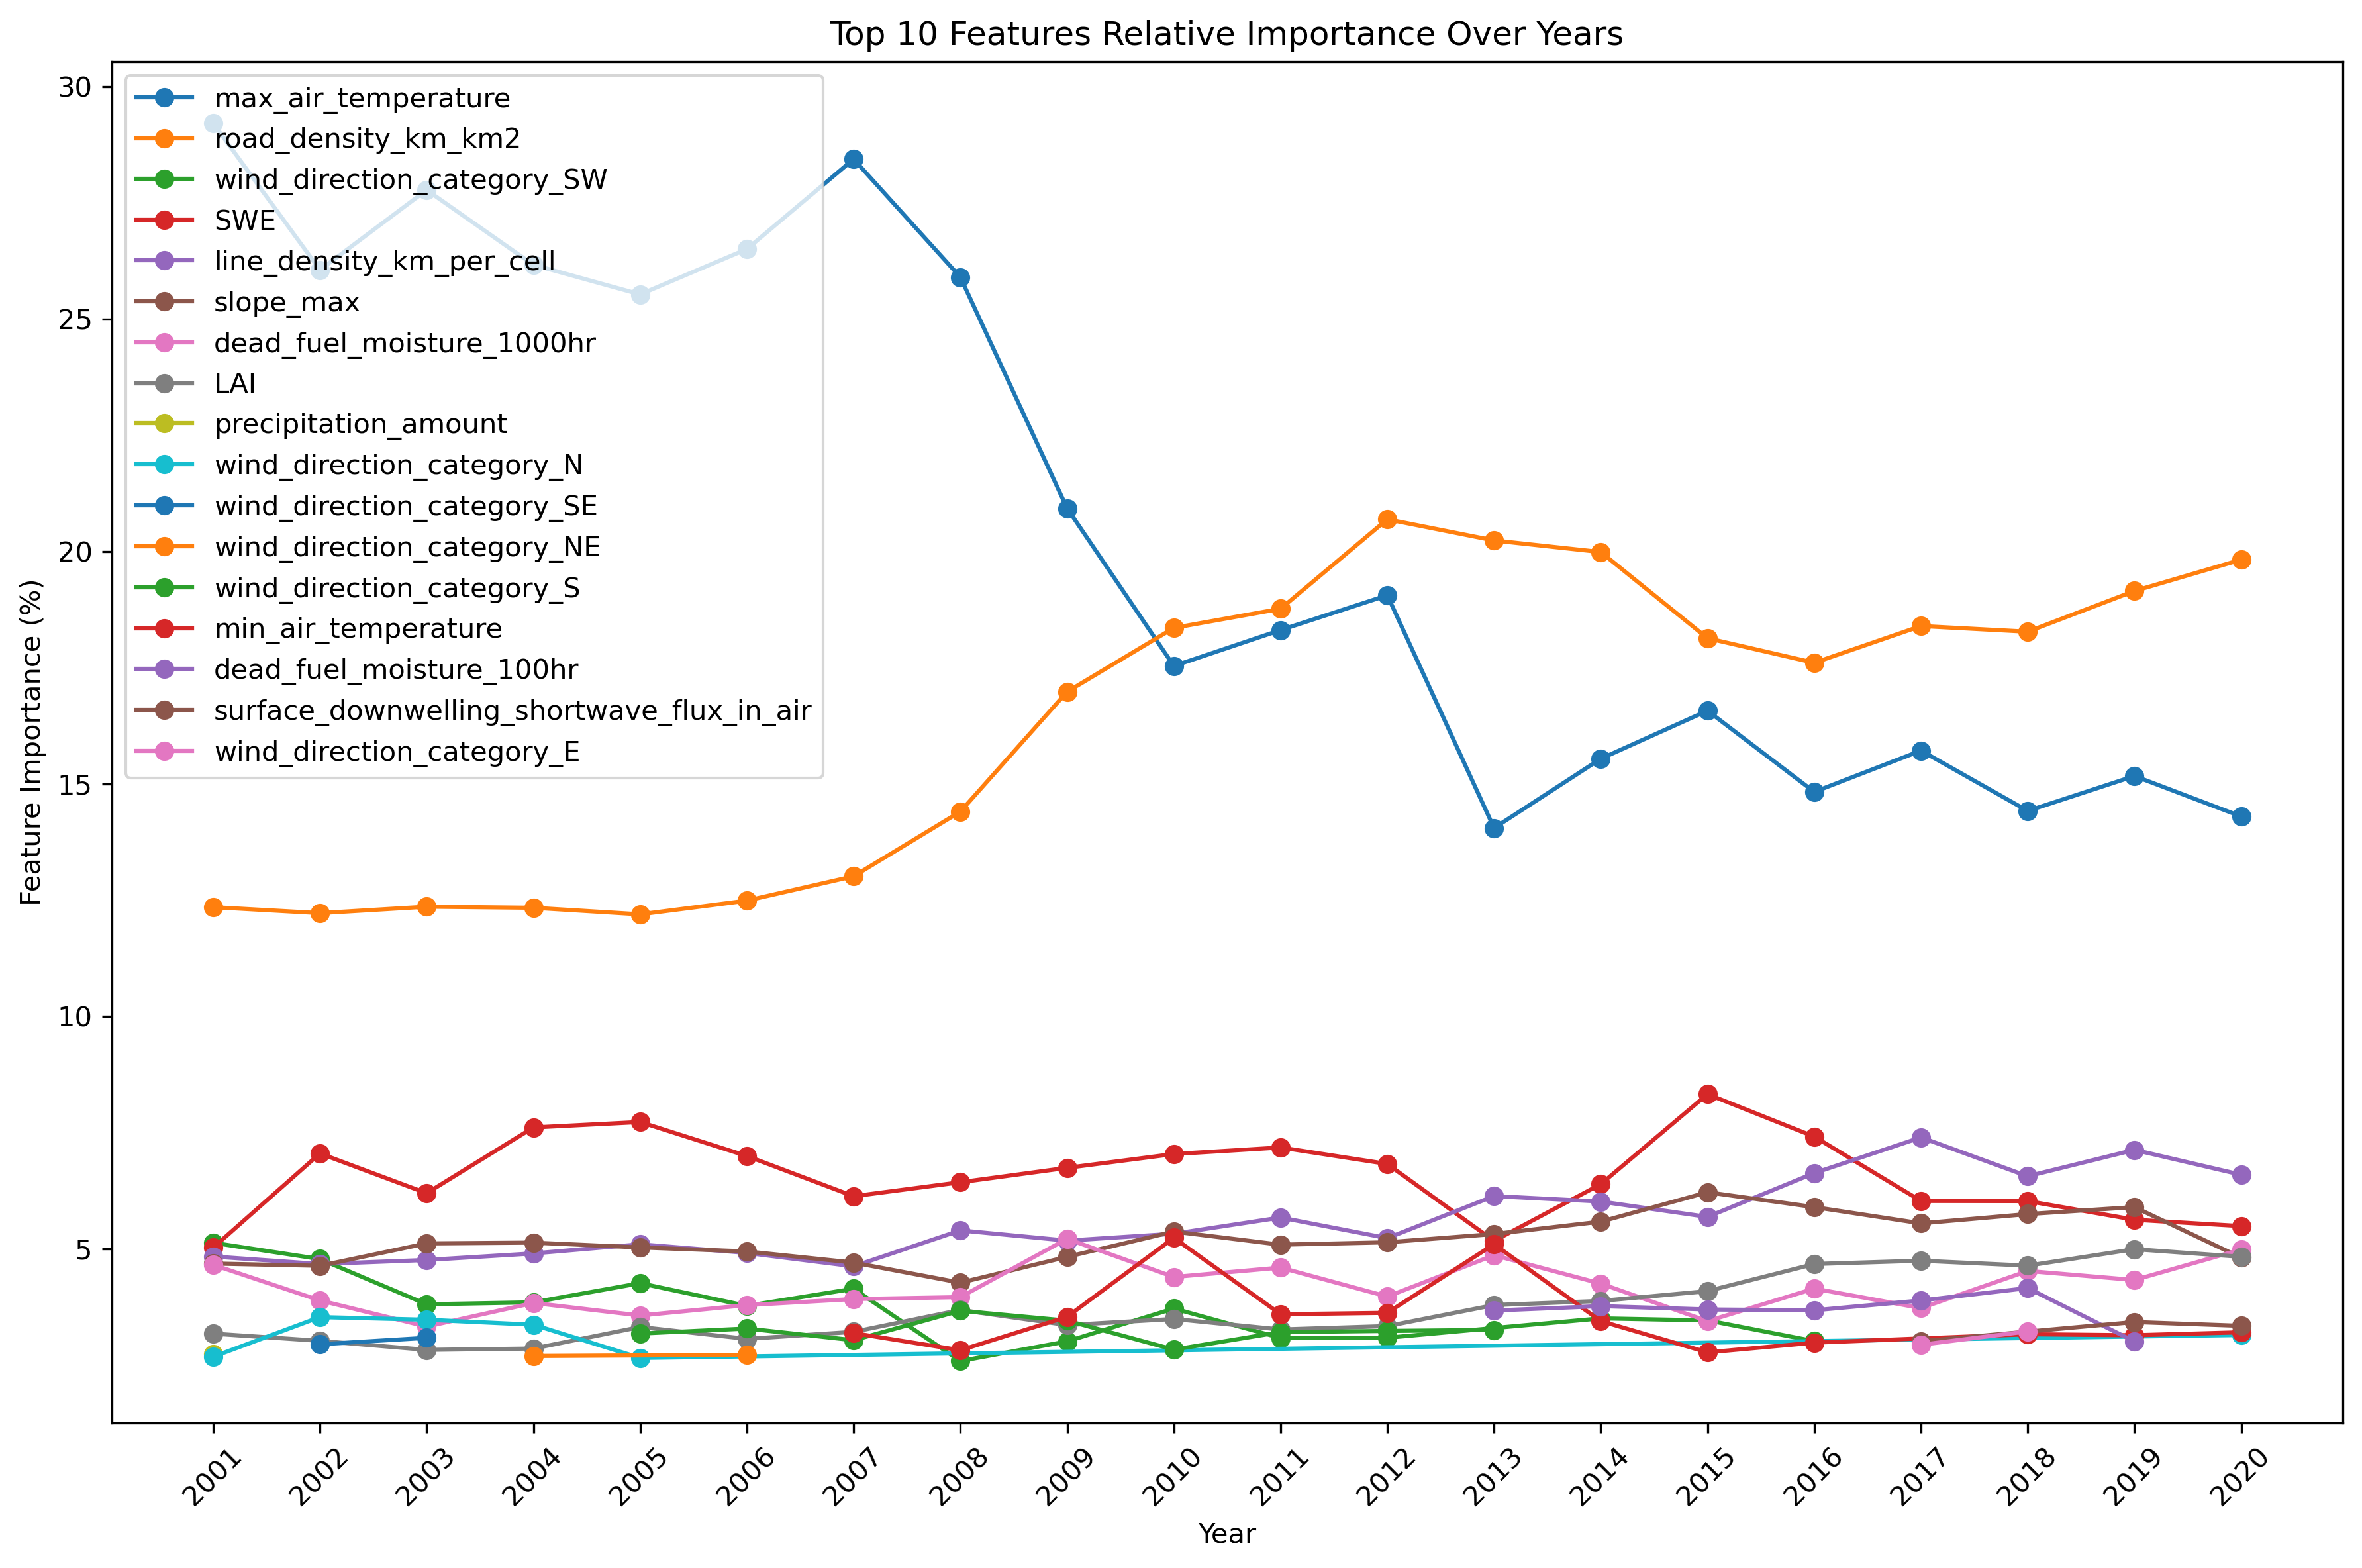 Top 10 Features Relative Importance Over Years
Feature Importance (%)
30
25
20
15
10
5
max_air_temperature
road_density_km_km2
wind_direction_category_SW
SWE
line_density_km_per_cell
slope_max
dead_fuel_moisture_1000hr
LAI
precipitation_amount
wind_direction_category_N
wind_direction_category_SE
wind_direction_category_NE
wind_direction_category_S
min_air_temperature
dead_fuel_moisture_100hr
surface_downwelling_shortwave_flux_in_air
wind_direction_category_E
2001 2002 2003 2004 2005 2006 2007 2008 2009 2010 2011 2012 2013 2014 2015 2016 2017 2018 2019 2020
Year